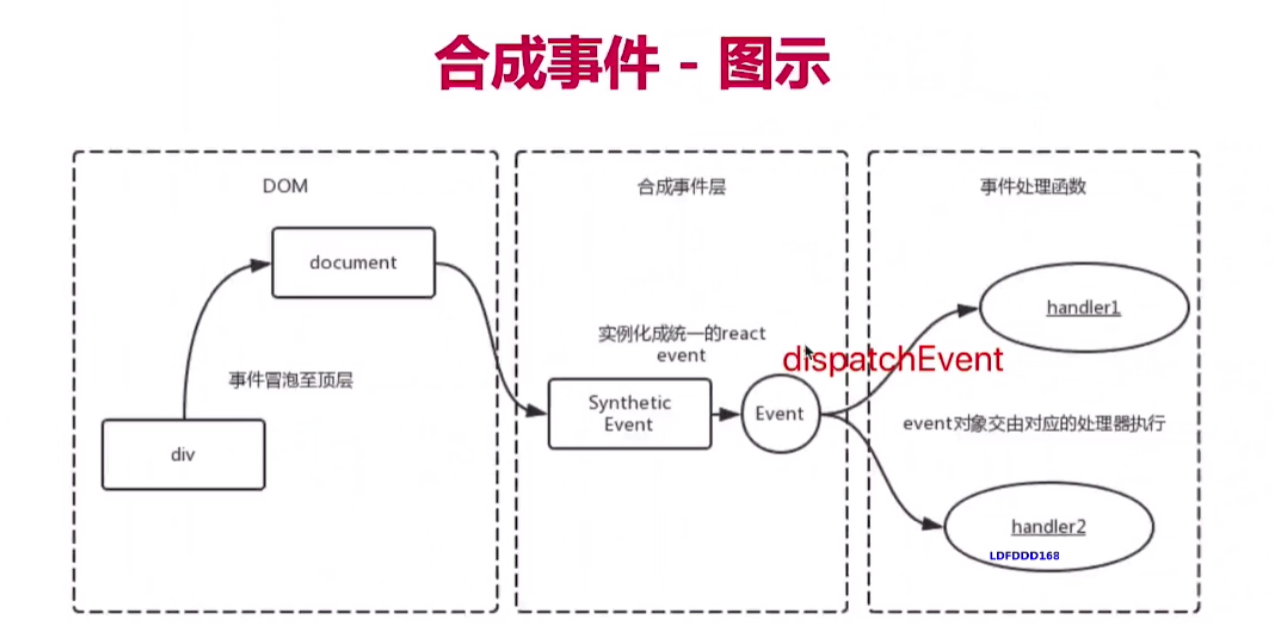 合成事件 - 图示
DOM
document
事件冒泡至顶层
div
合成事件层
实例化成统一的react
event
Synthetic
Event
Event
dispatchEvent
事件处理函数
handler1
event对象交由对应的处理器执行
handler2
LDFDDD168